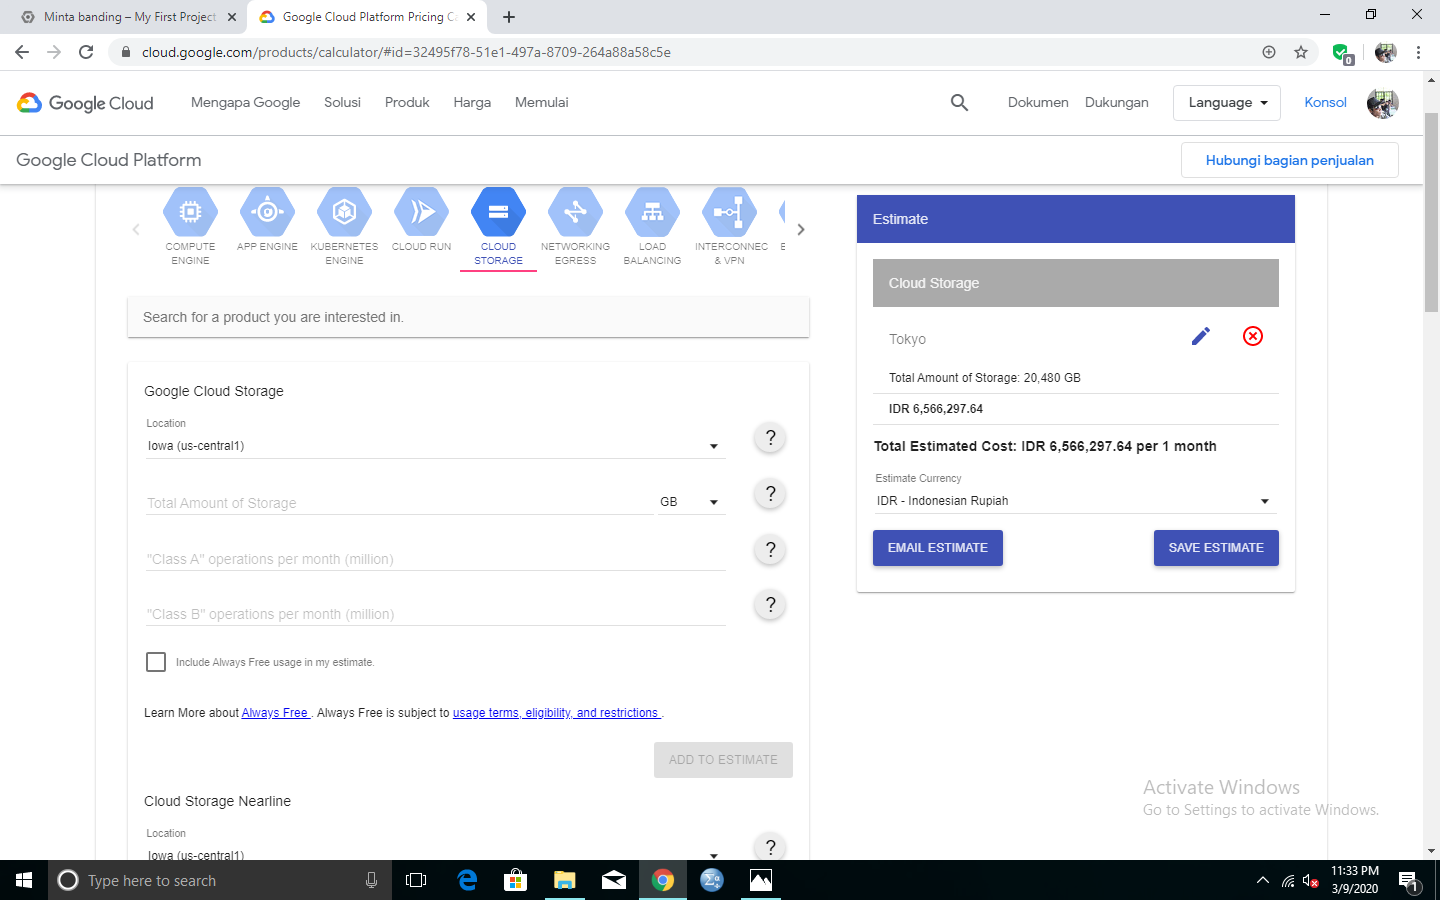 Minta banding – My First Project
Google Cloud Platform Pricing Ca
cloud.google.com/products/calculator/#id=32495f78-51e1-497a-8709-264a88a58c5e
0
Google Cloud
Mengapa Google
Solusi
Produk
Harga
Memulai
Dokumen
Dukungan
Language
Konsol
Google Cloud Platform
Hubungi bagian penjualan
COMPUTE
ENGINE
APP ENGINE
KUBERNETES
ENGINE
CLOUD RUN
CLOUD
STORAGE
NETWORKING
EGRESS
LOAD
BALANCING
INTERCONNEC
& VPN
E
Search for a product you are interested in.
Google Cloud Storage
Location
Iowa (us-central1)
?
Total Amount of Storage
GB
?
"Class A" operations per month (million)
?
"Class B" operations per month (million)
?
Include Always Free usage in my estimate.
Learn More about Always Free . Always Free is subject to usage terms, eligibility, and restrictions .
ADD TO ESTIMATE
Cloud Storage Nearline
Location
Iowa (us-central1)
?
Estimate
Cloud Storage
Tokyo
Total Amount of Storage: 20,480 GB
IDR 6,566,297.64
Total Estimated Cost: IDR 6,566,297.64 per 1 month
Estimate Currency
IDR - Indonesian Rupiah
EMAIL ESTIMATE
SAVE ESTIMATE
Activate Windows
Go to Settings to activate Windows.
Type here to search
11:33 PM
3/9/2020
1